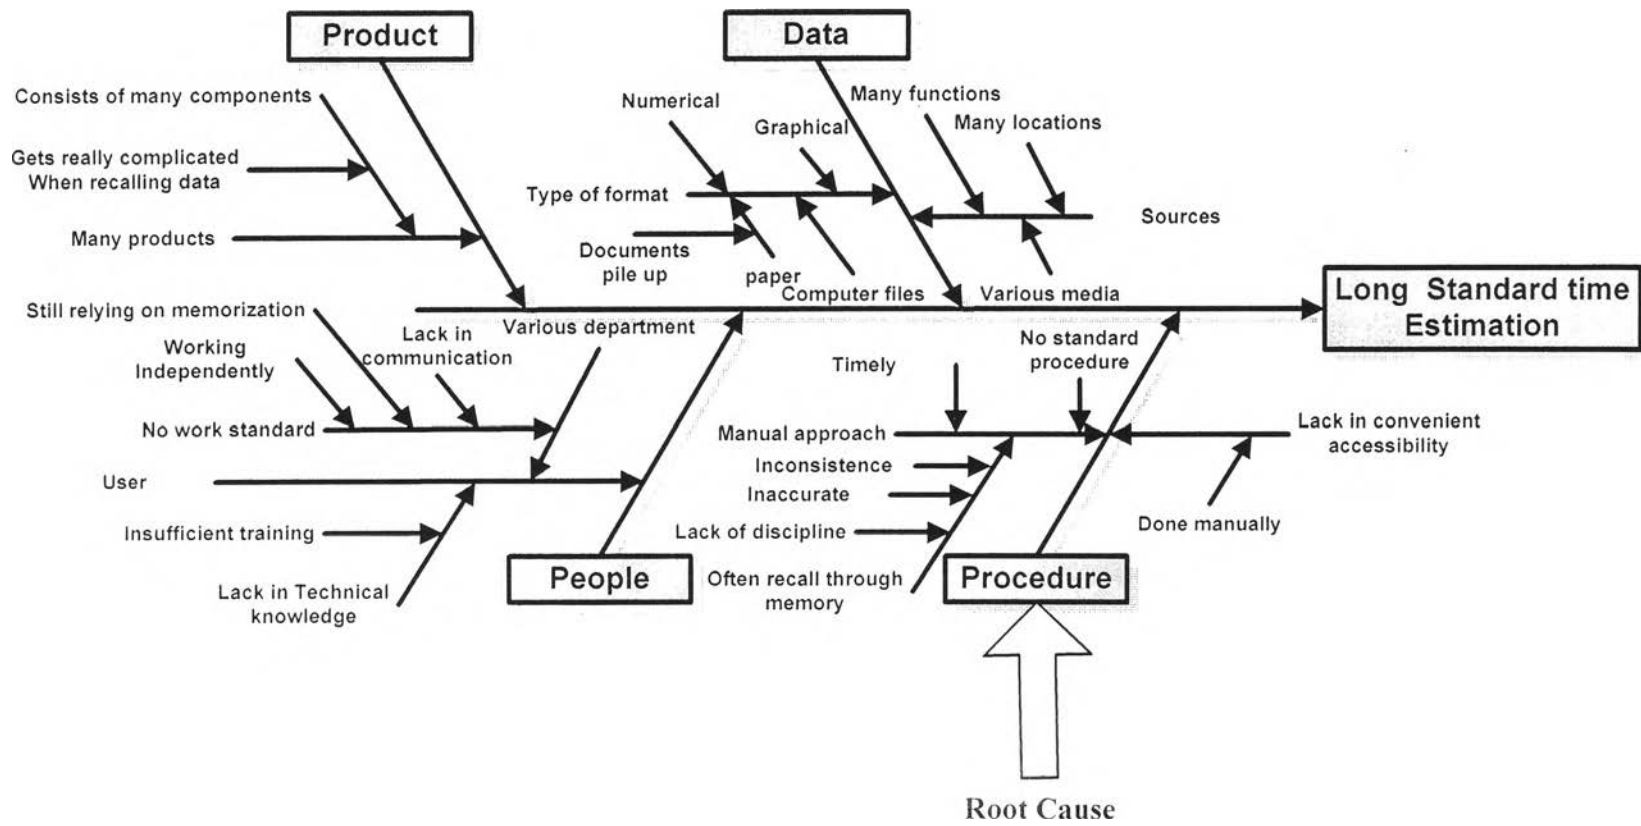 Product
Data
Consists of many components
Numerical
Many functions
Graphical
Many locations
Gets really complicated
When recalling data
Type of format
Sources
Many products
Documents
pile up
paper
Computer files
Various media
Long  Standard time
Estimation
Still relying on memorization
Various department
Working
Independently
Lack in
communication
Timely
No standard
procedure
No work standard
Manual approach
Lack in convenient
accessibility
Inconsistence
User
Inaccurate
Insufficient training
Lack of discipline
Done manually
Lack in Technical
knowledge
People
Often recall through
memory
Procedure
Root Cause